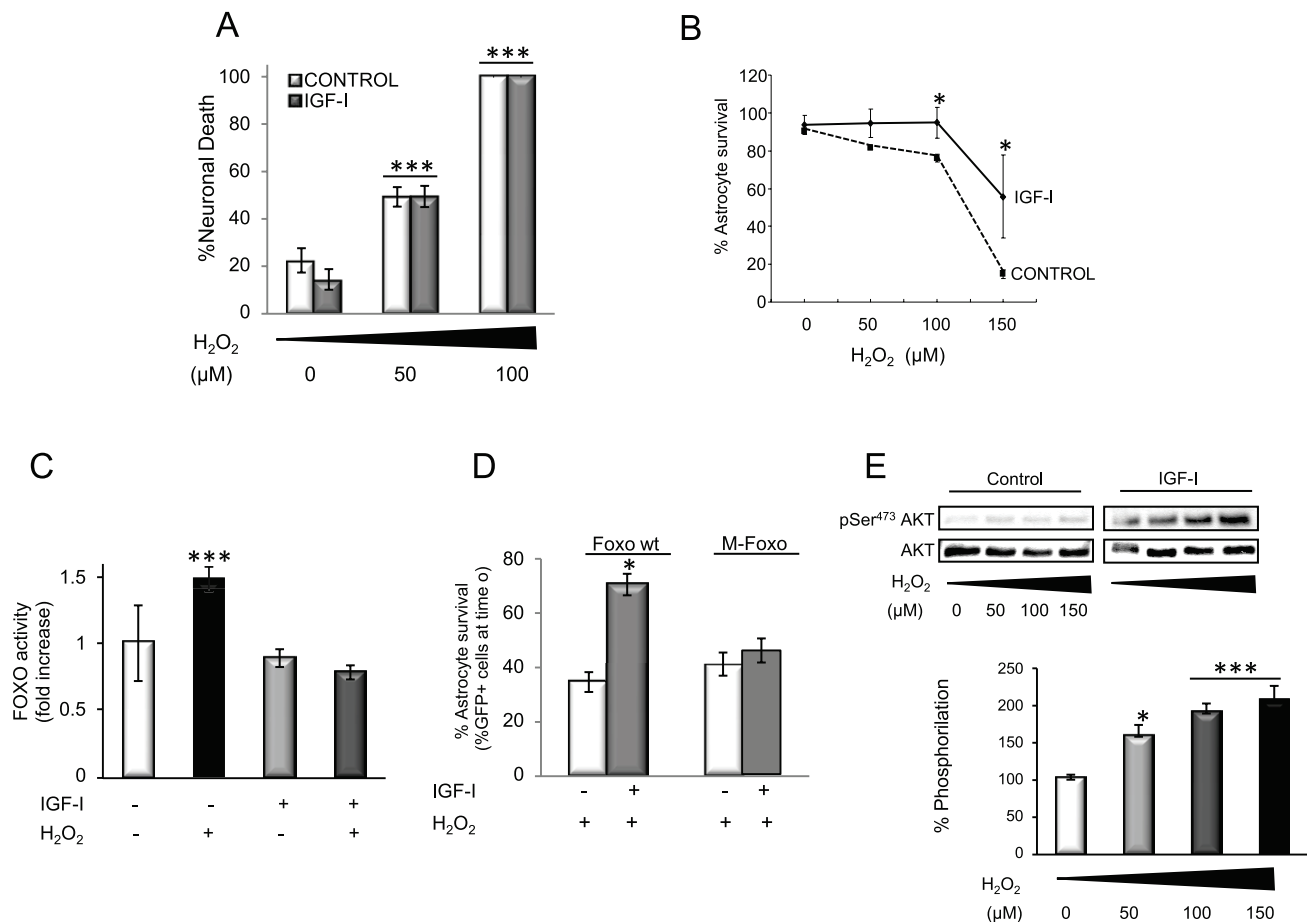 A
***
100
CONTROL
IGF-I
80
***
60
40
20
0
%Neuronal Death
H₂O₂
(µM)
0 50 100
B
120
100
80
60
40
20
0
% Astrocyte survival
*
*
IGF-I
CONTROL
0 50 100 150
H₂O₂ (µM)
C
***
1.5
1
0.5
0
FOXO activity
(fold increase)
IGF-I - - + +
H₂O₂ - + - +
D
Foxo wt M-Foxo
*
80
60
40
20
0
% Astrocyte survival
(%GFP+ cells at time o)
IGF-I - + - +
H₂O₂ + + + +
E
Control IGF-I
pSer⁴⁷³ AKT
AKT
H₂O₂
(µM) 0 50 100 150
250
200
150
100
50
0
% Phosphorilation
*
***
H₂O₂
(µM) 0 50 100 150